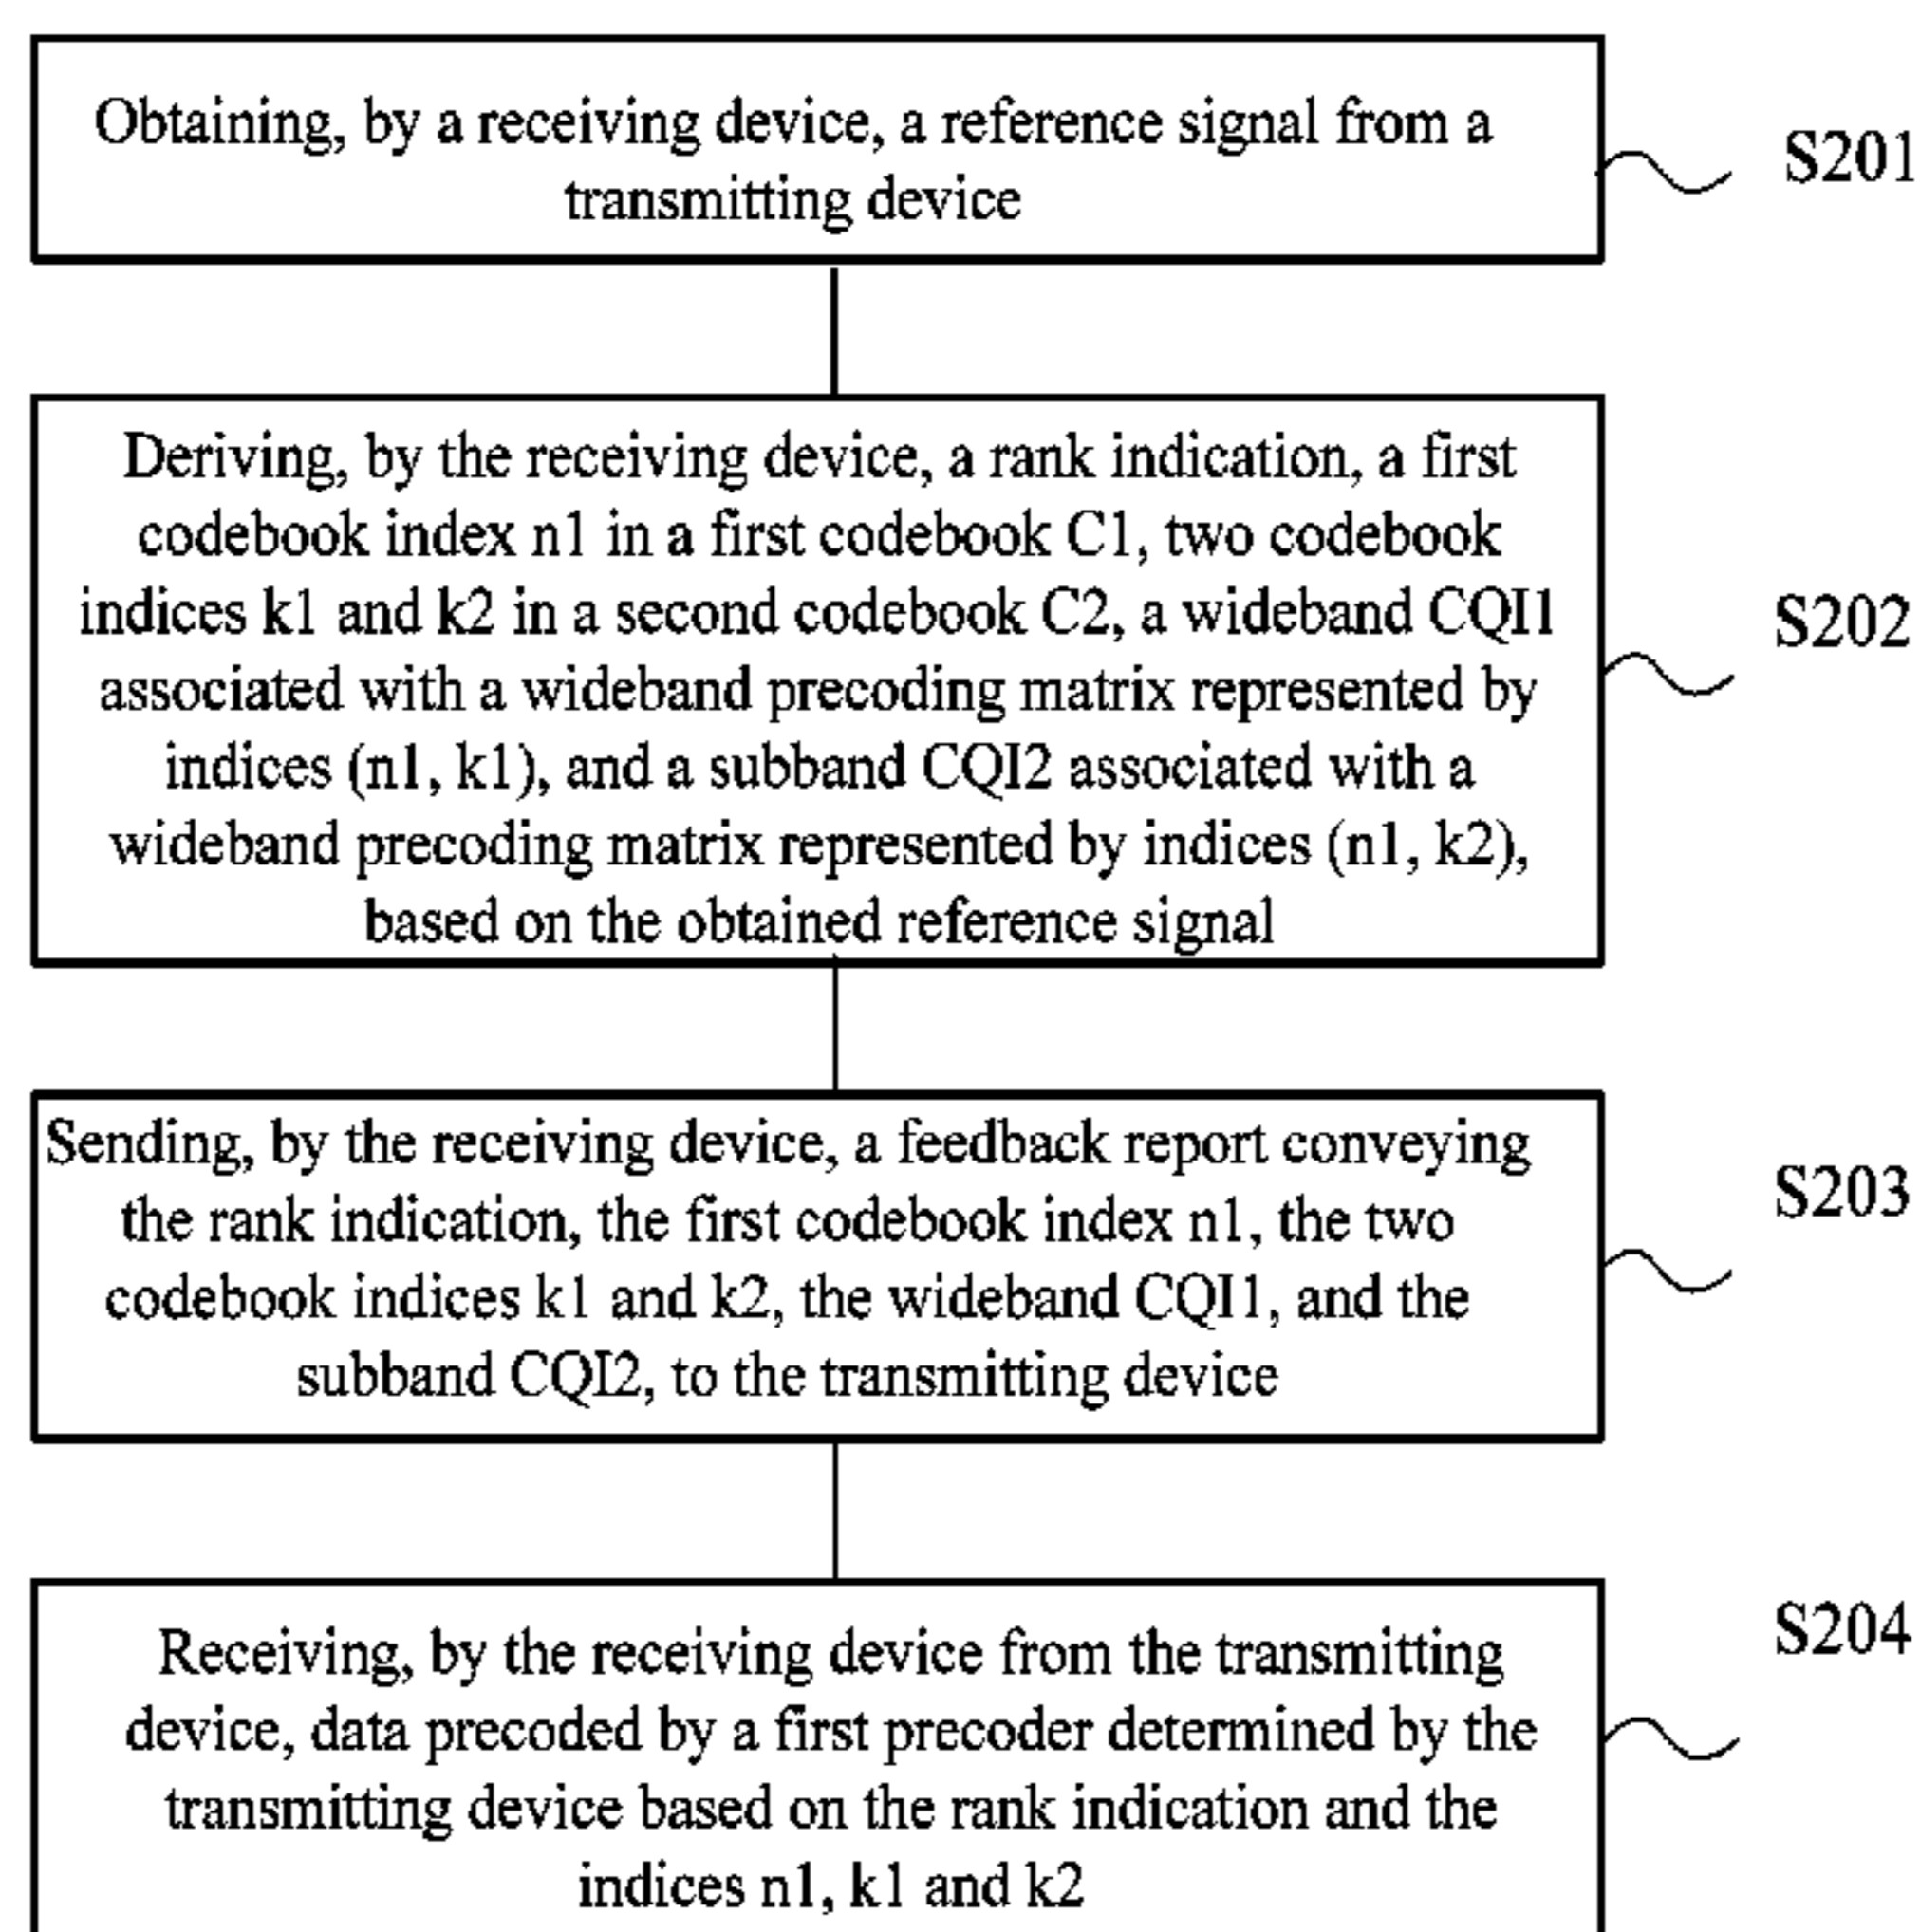 Obtaining, by a receiving device, a reference signal from a
transmitting device
S201
Deriving, by the receiving device, a rank indication, a first
codebook index n1 in a first codebook C1, two codebook
indices k1 and k2 in a second codebook C2, a wideband CQI1
associated with a wideband precoding matrix represented by
indices (n1, k1), and a subband CQI2 associated with a
wideband precoding matrix represented by indices (n1, k2),
based on the obtained reference signal
S202
Sending, by the receiving device, a feedback report conveying
the rank indication, the first codebook index n1, the two
codebook indices k1 and k2, the wideband CQI1, and the
subband CQI2, to the transmitting device
S203
Receiving, by the receiving device from the transmitting
device, data precoded by a first precoder determined by the
transmitting device based on the rank indication and the
indices n1, k1 and k2
S204